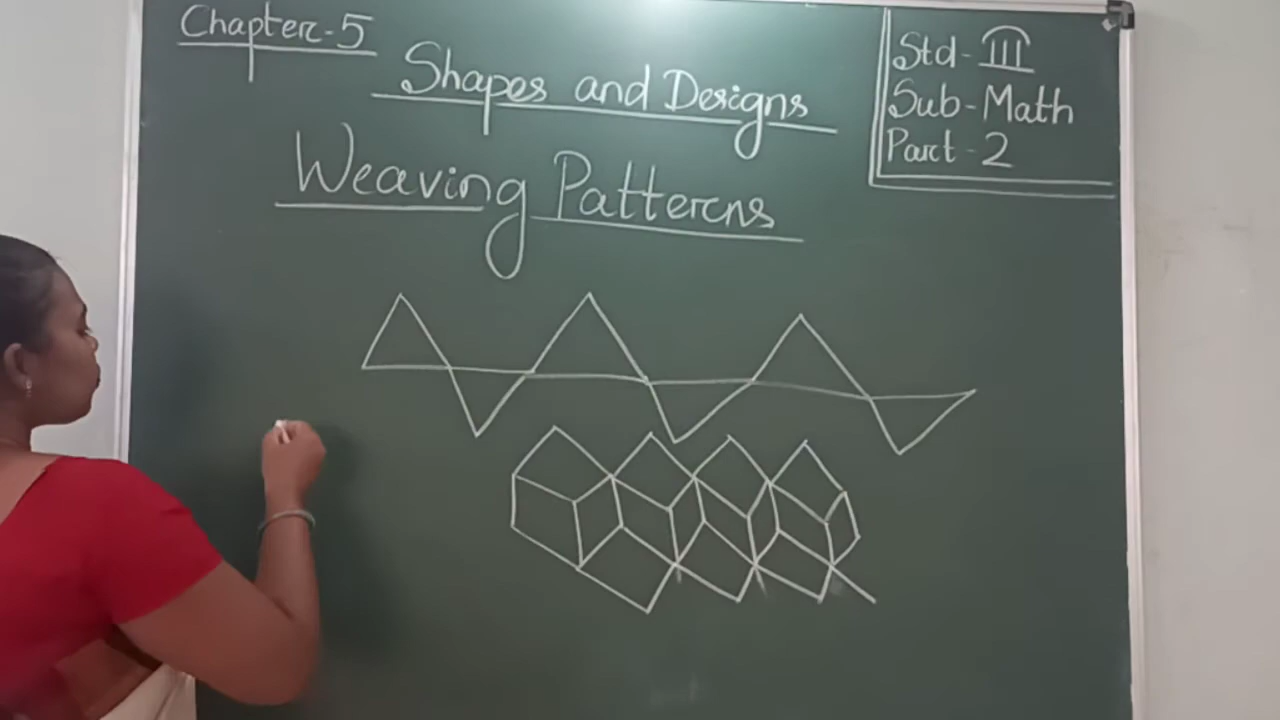 Chapter-5
Shapes and Designs
Weaving Patterns
Std-III
Sub-Math
Part-2